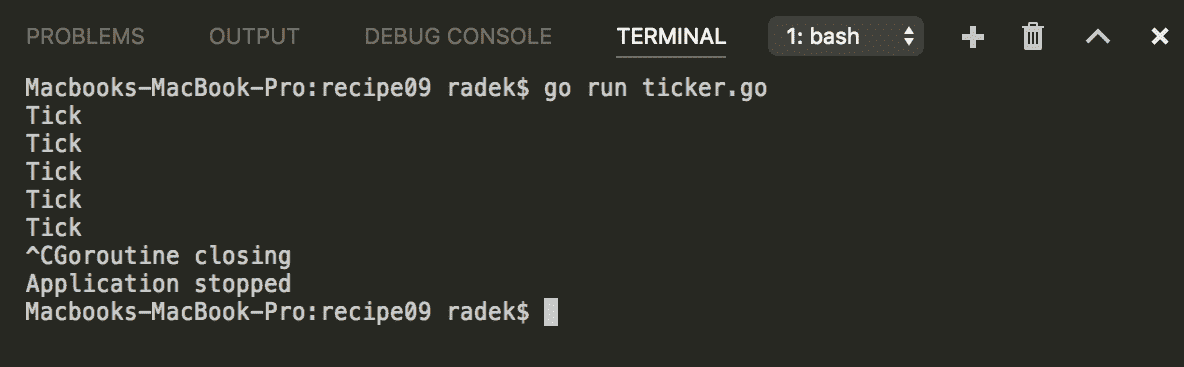 PROBLEMS OUTPUT DEBUG CONSOLE TERMINAL 1: bash
Macbooks-MacBook-Pro:recipe09 radek$ go run ticker.go
Tick
Tick
Tick
Tick
Tick
^CGoroutine closing
Application stopped
Macbooks-MacBook-Pro:recipe09 radek$